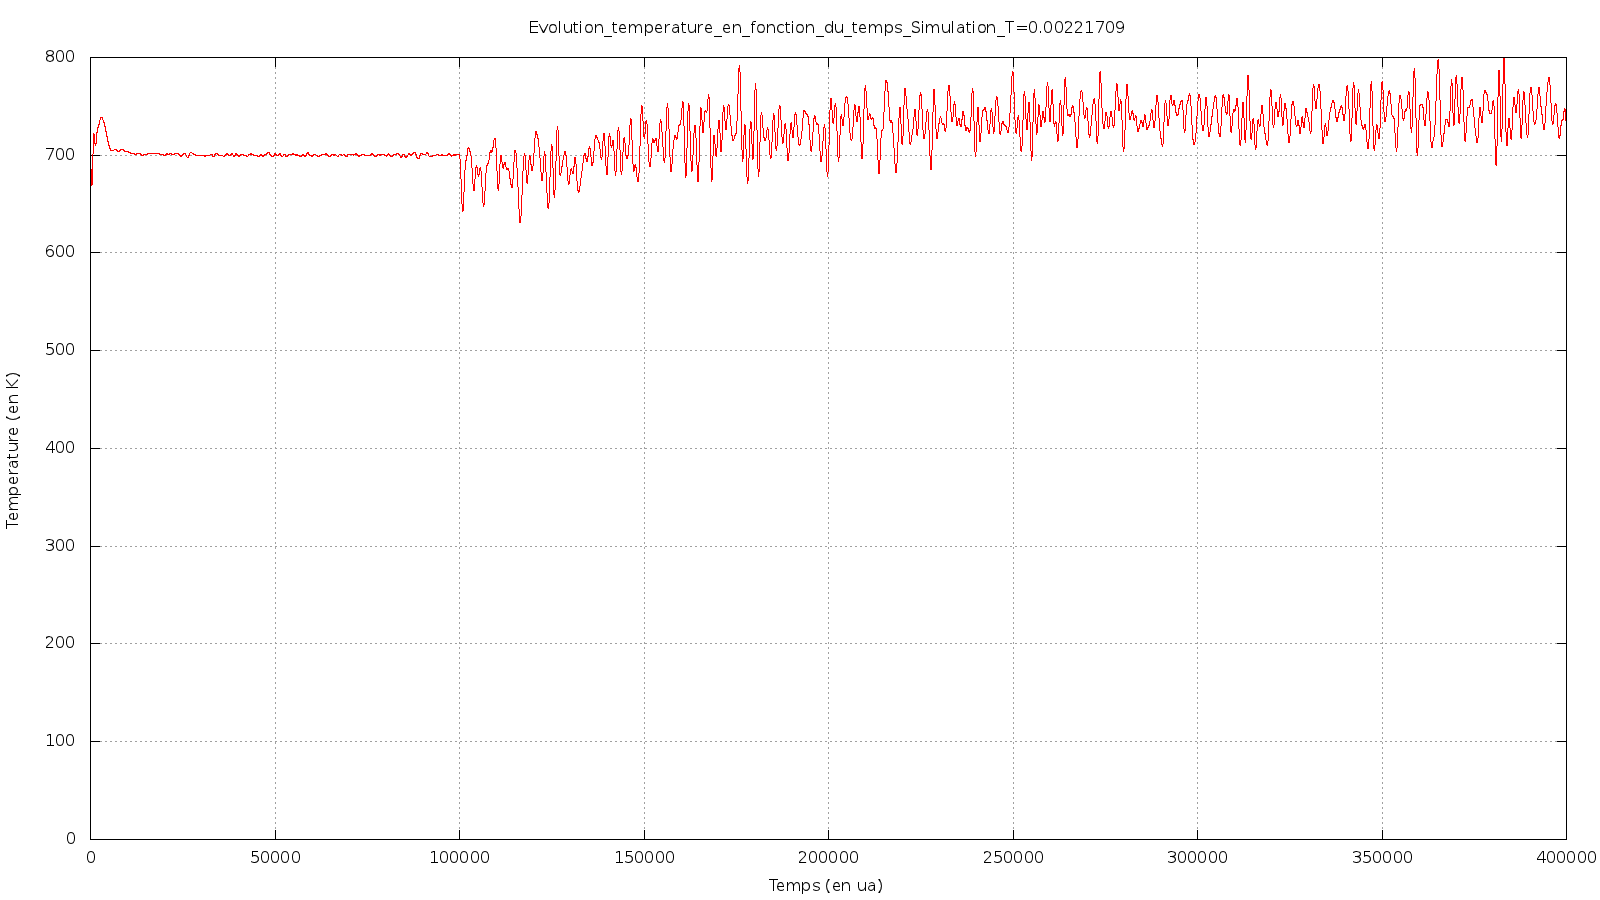 Evolution_temperature_en_fonction_du_temps_Simulation_T=0.00221709
800
700
600
500
400
300
200
100
0
Temperature (en K)
0 50000 100000 150000 200000 250000 300000 350000 400000
Temps (en ua)